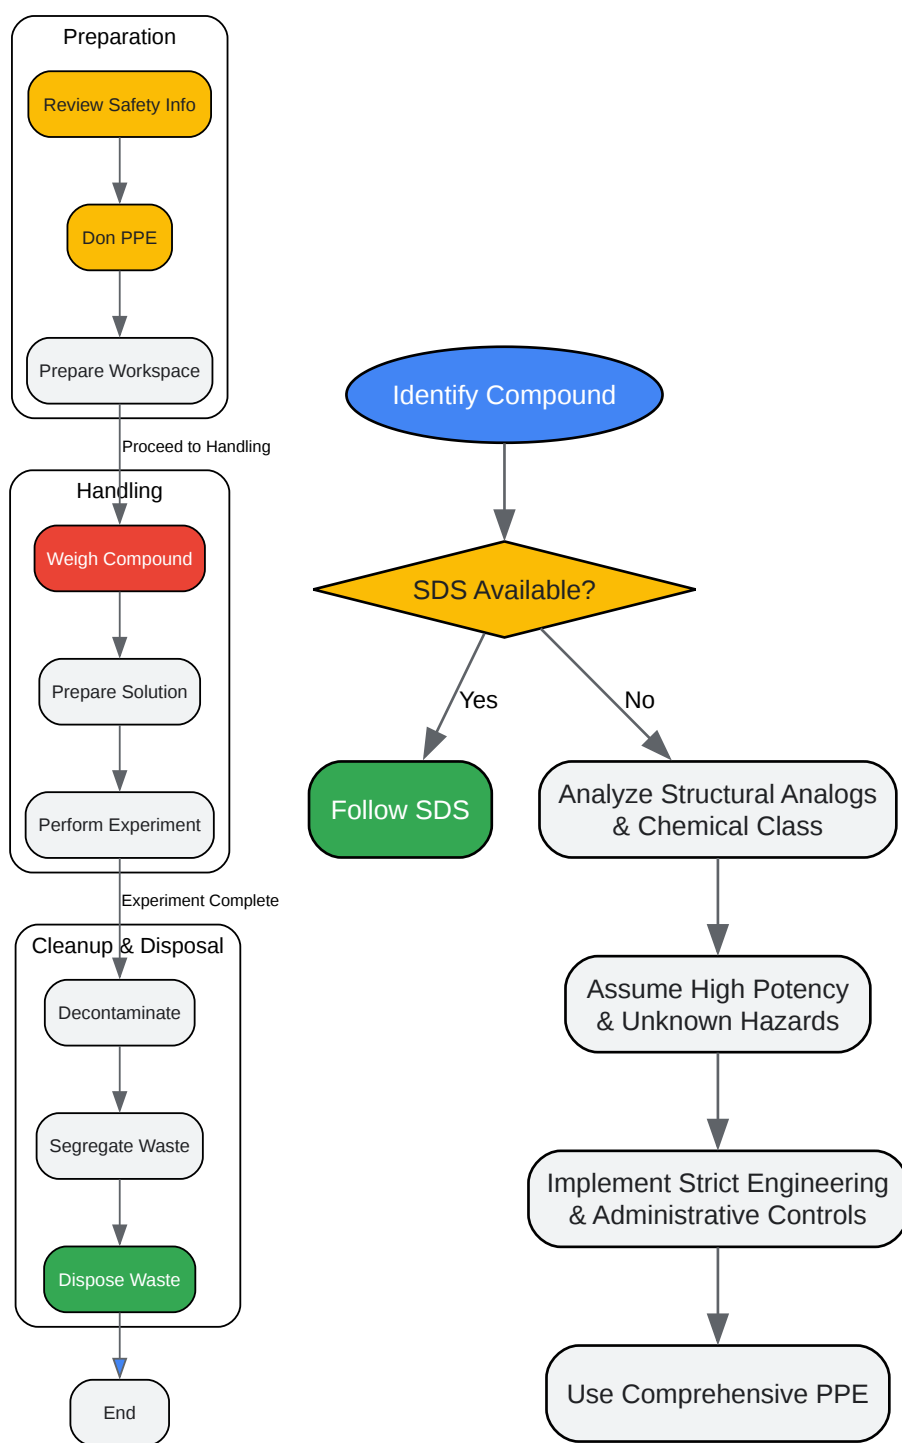 Preparation
Review Safety Info
Don PPE
Prepare Workspace
Proceed to Handling
Handling
Weigh Compound
Prepare Solution
Perform Experiment
Experiment Complete
Cleanup & Disposal
Decontaminate
Segregate Waste
Dispose Waste
End
Identify Compound
SDS Available?
Yes
No
Follow SDS
Analyze Structural Analogs
& Chemical Class
Assume High Potency
& Unknown Hazards
Implement Strict Engineering
& Administrative Controls
Use Comprehensive PPE